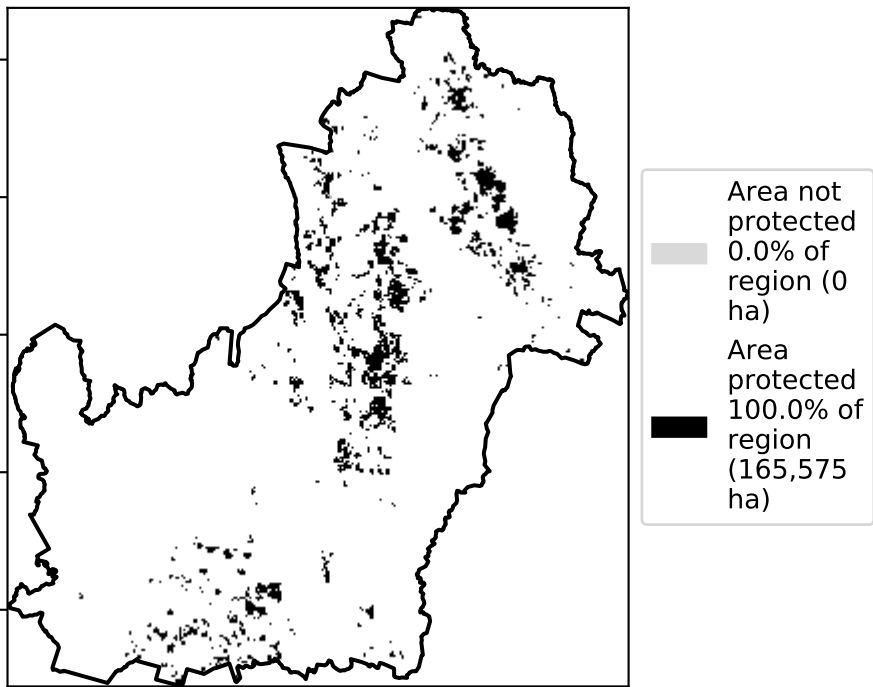 Area not
protected
0.0% of
region (0
ha)
Area
protected
100.0% of
region
(165,575
ha)